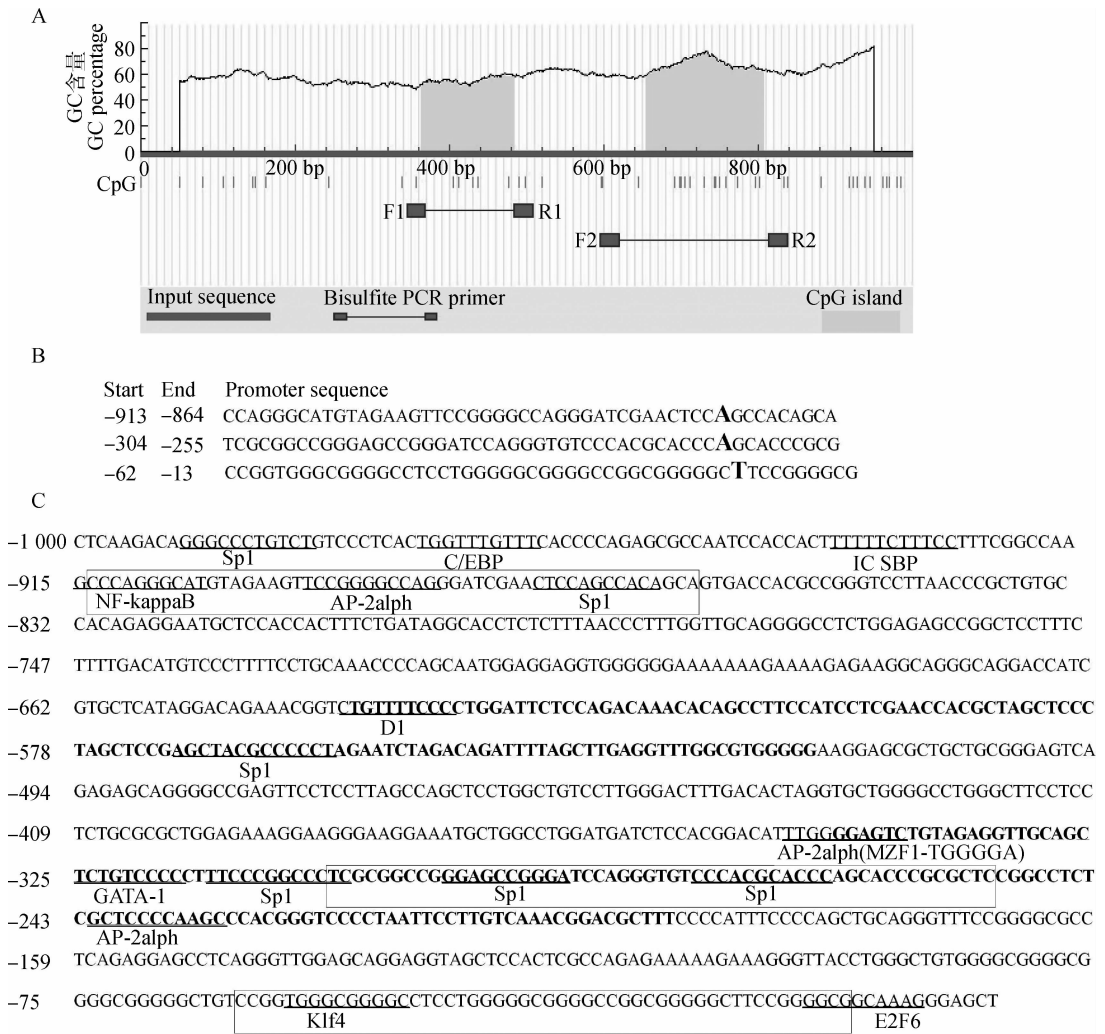 A
GC含量
GC percentage
80
60
40
20
0
0 200 bp 400 bp 600 bp 800 bp
CpG
F1 R1
F2 R2
Input sequence Bisulfite PCR primer CpG island
B
Start End Promoter sequence
−913 −864 CCAGGGCATGTAGAAGTTCCGGGGCCAGGGATCGAACTCCAGCCACAGCA
−304 −255 TCGCGGCCGGGAGCCGGGATCCAGGGTGTCCCACGCACCCAGCACCCGCG
−62 −13 CCGGTGGGCGGGGCCTCCTGGGGGCGGGGCCGGCGGGGGCTTCCGGGGCG
C
−1 000 CTCAAGACAGGGCCCTGTCTGTCCCTCACTGGTTTGTTTCACCCCAGAGCGCCAATCCACCACTTTTTTCTTTCCTTTCGGCCAA
Sp1 C/EBP IC SBP
−915 GCCCAGGGCATGTAGAAGTTCCGGGGCCAGGGATCGAACTCCAGCCACAGCAGTGACCACGCCGGGTCCTTAACCCGCTGTGC
NF-kappaB AP-2alph Sp1
−832 CACAGAGGAATGCTCCACCACTTTCTGATAGGCACCTCTCTTTAACCCTTTGGTTGCAGGGGCCTCTGGAGAGCCGGCTCCTTTC
−747 TTTTGACATGTCCCTTTTCCTGCAAACCCCAGCAATGGAGGAGGTGGGGGGAAAAAAAGAAAAGAGAAGGCAGGGCAGGACCATC
−662 GTGCTCATAGGACAGAAACGGTCTGTTTTCCCCTGGATTCTCCAGACAAACACAGCCTTCCATCCTCGAACCACGCTAGCTCCC
D1
−578 TAGCTCCGAGCTACGCCCCCTAGAATCTAGACAGATTTTAGCTTGAGGTTTGGCGTGGGGGAAGGAGCGCTGCTGCGGGAGTCA
Sp1
−494 GAGAGCAGGGGCCGAGTTCCTCCTTAGCCAGCTCCTGGCTGTCCTTGGGACTTTGACACTAGGTGCTGGGGCCTGGGCTTCCTCC
−409 TCTGCGCGCTGGAGAAAGGAAGGGAAGGAAATGCTGGCCTGGATGATCTCCACGGACATTTGGGGAGTCTGTAGAGGTTGCAGC
AP-2alph(MZF1-TGGGGA)
−325 TCTGTCCCCCTTTCCCGGCCCTCGCGGCCGGGAGCCGGGATCCAGGGTGTCCCACGCACCCAGCACCCGCGCTCCGGCCTCT
GATA-1 Sp1 Sp1 Sp1
−243 CGCTCCCCAAGCCCACGGGTCCCCTAATTCCTTGTCAAACGGACGCTTTCCCCATTTCCCCAGCTGCAGGGTTTCCGGGGCGCC
AP-2alph
−159 TCAGAGGAGCCTCAGGGTTGGAGCAGGAGGTAGCTCCACTCGCCAGAGAAAAAGAAAGGGTTACCTGGGCTGTGGGGCGGGGCG
−75 GGGCGGGGGCTGTCCGGTGGGCGGGGCCTCCTGGGGGCGGGGCCGGCGGGGGCTTCCGGGGCGGCAAAGGGAGCT
Klf4 E2F6